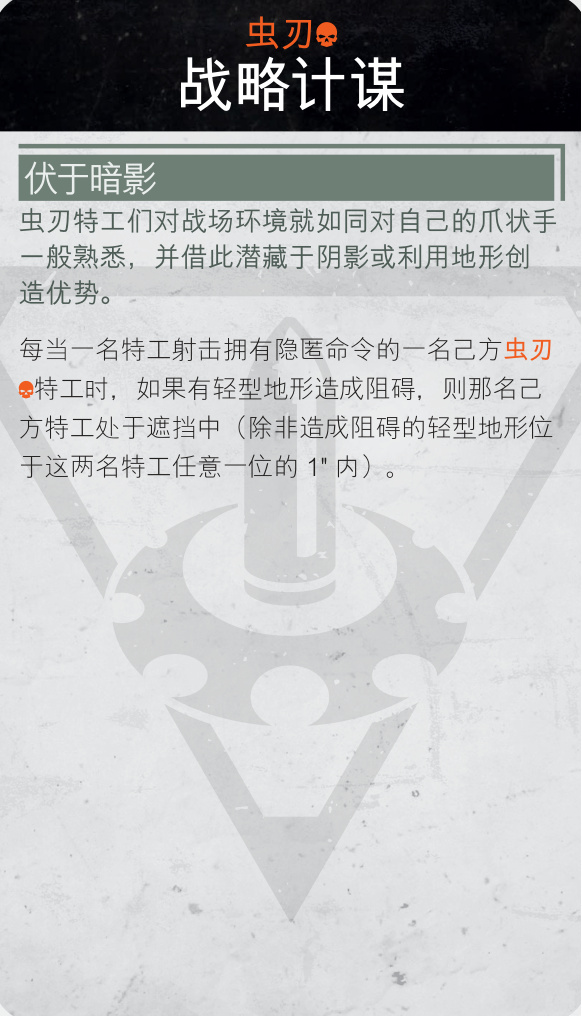 虫刃
战略计谋
伏于暗影
虫刃特工们对战场环境就如同对自己的爪状手
一般熟悉，并借此潜藏于阴影或利用地形创
造优势。
每当一名特工射击拥有隐匿命令的一名己方虫刃
特工时，如果有轻型地形造成阻碍，则那名己
方特工处于遮挡中（除非造成阻碍的轻型地形位
于这两名特工任意一位的 1" 内）。